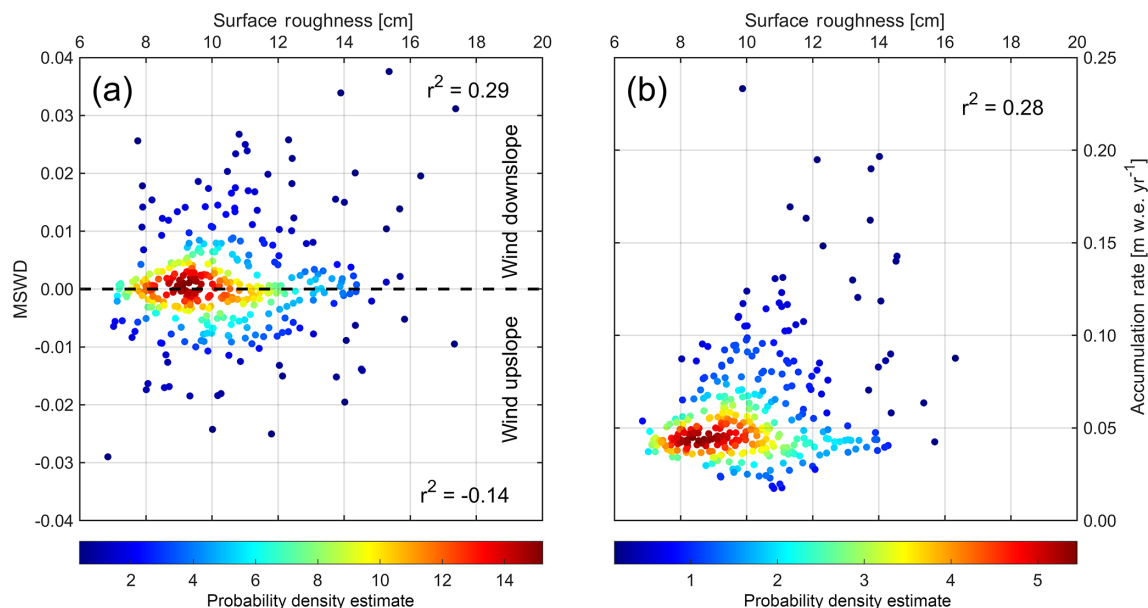 Surface roughness [cm]
6 8 10 12 14 16 18 20
0.04
0.03
0.02
0.01
0.00
-0.01
-0.02
-0.03
-0.04
MSWD
(a)
r² = 0.29
Wind downslope
Wind upslope
r² = -0.14
2 4 6 8 10 12 14
Probability density estimate
Surface roughness [cm]
6 8 10 12 14 16 18 20
(b)
r² = 0.28
0.25
0.20
0.15
0.10
0.05
0.00
Accumulation rate [m w.e. yr⁻¹]
1 2 3 4 5
Probability density estimate